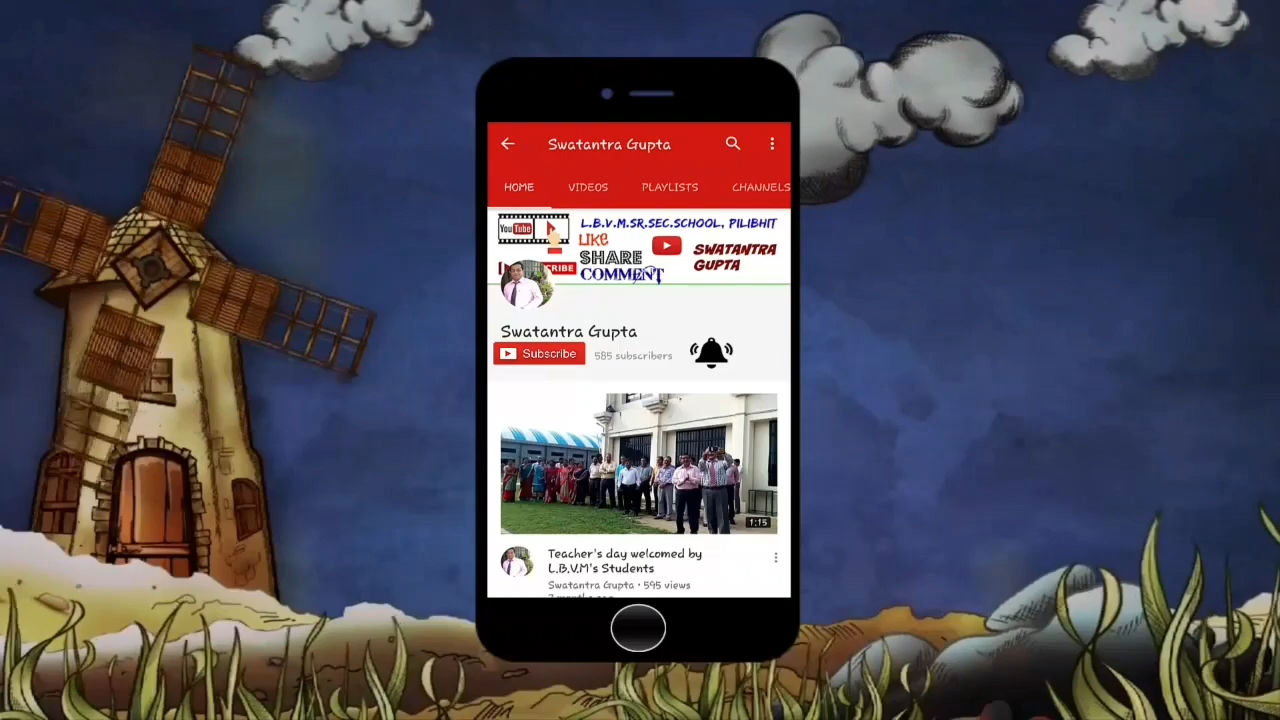 Swatantra Gupta
HOME VIDEOS PLAYLISTS CHANNELS
You Tube
L.B.V.M.SR.SEC.SCHOOL, PILIBHIT
LIKE
SHARE
COMMENT
SWATANTRA
GUPTA
Swatantra Gupta
Subscribe 585 subscribers
1:15
Teacher's day welcomed by
L.B.V.M's Students
Swatantra Gupta • 595 views